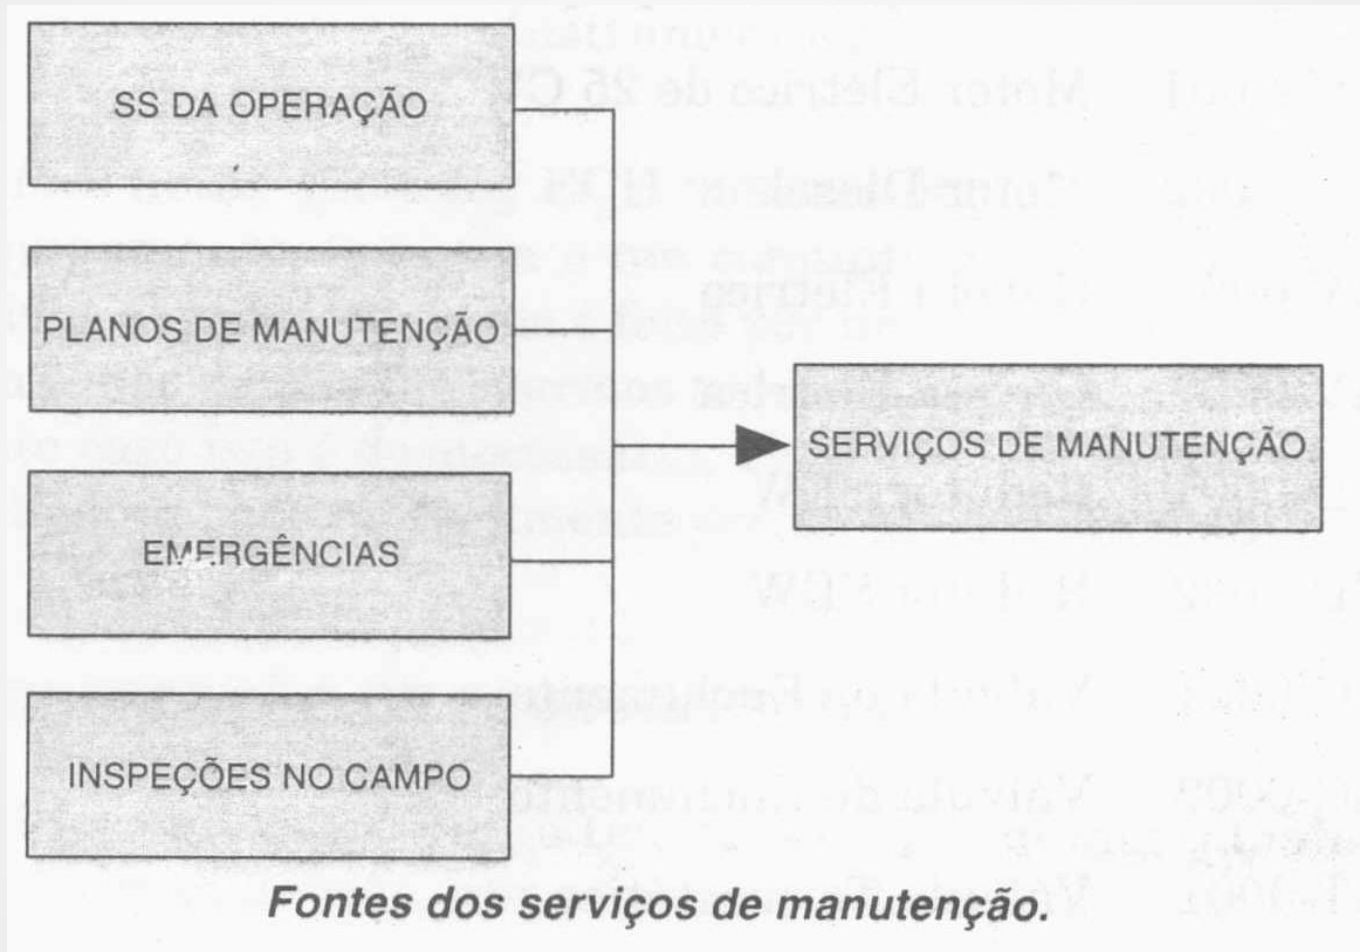 SS DA OPERAÇÃO
PLANOS DE MANUTENÇÃO
SERVIÇOS DE MANUTENÇÃO
EMERGÊNCIAS
INSPEÇÕES NO CAMPO
Fontes dos serviços de manutenção.